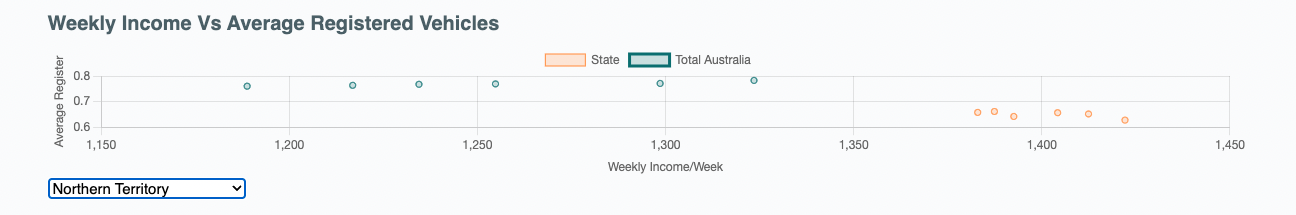 Weekly Income Vs Average Registered Vehicles
State Total Australia
Average Register
0.8
0.7
0.6
1,150 1,200 1,250 1,300 1,350 1,400 1,450
Weekly Income/Week
Northern Territory